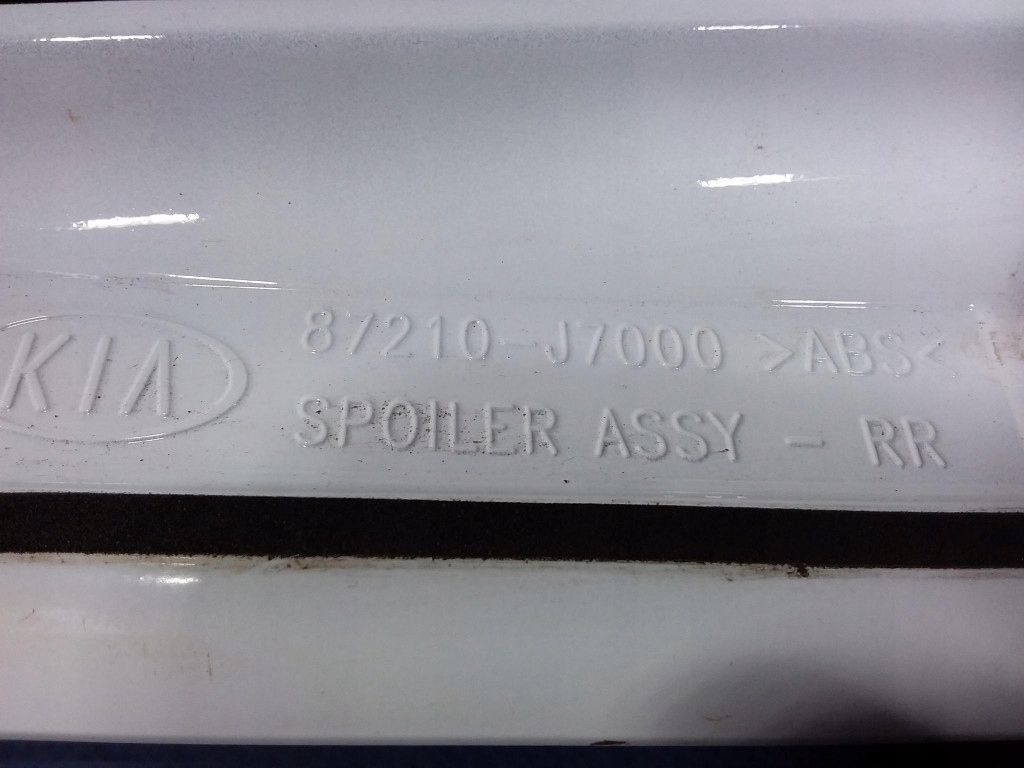 KIA
87210-J7000 >ABS<
SPOILER ASSY - RR